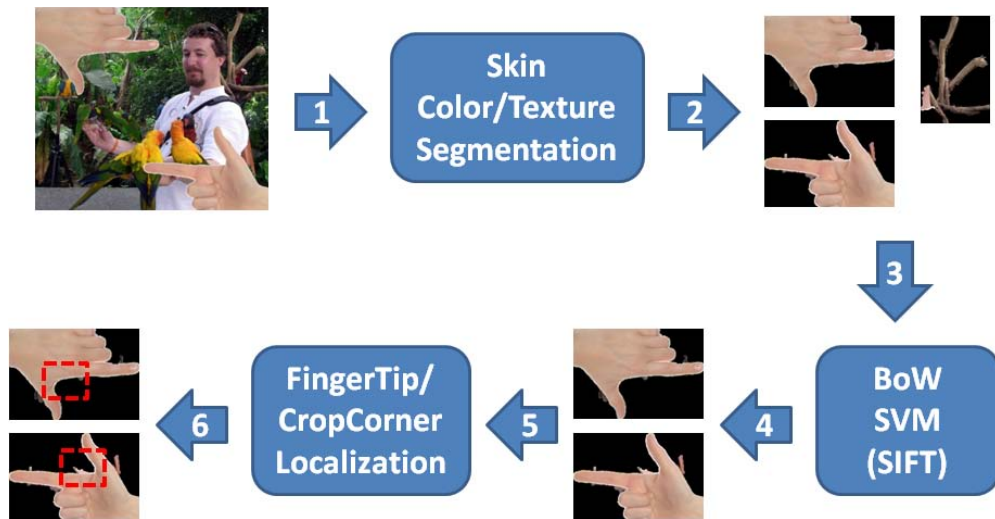 1
Skin
Color/Texture
Segmentation
2
3
BoW
SVM
(SIFT)
4
5
FingerTip/
CropCorner
Localization
6